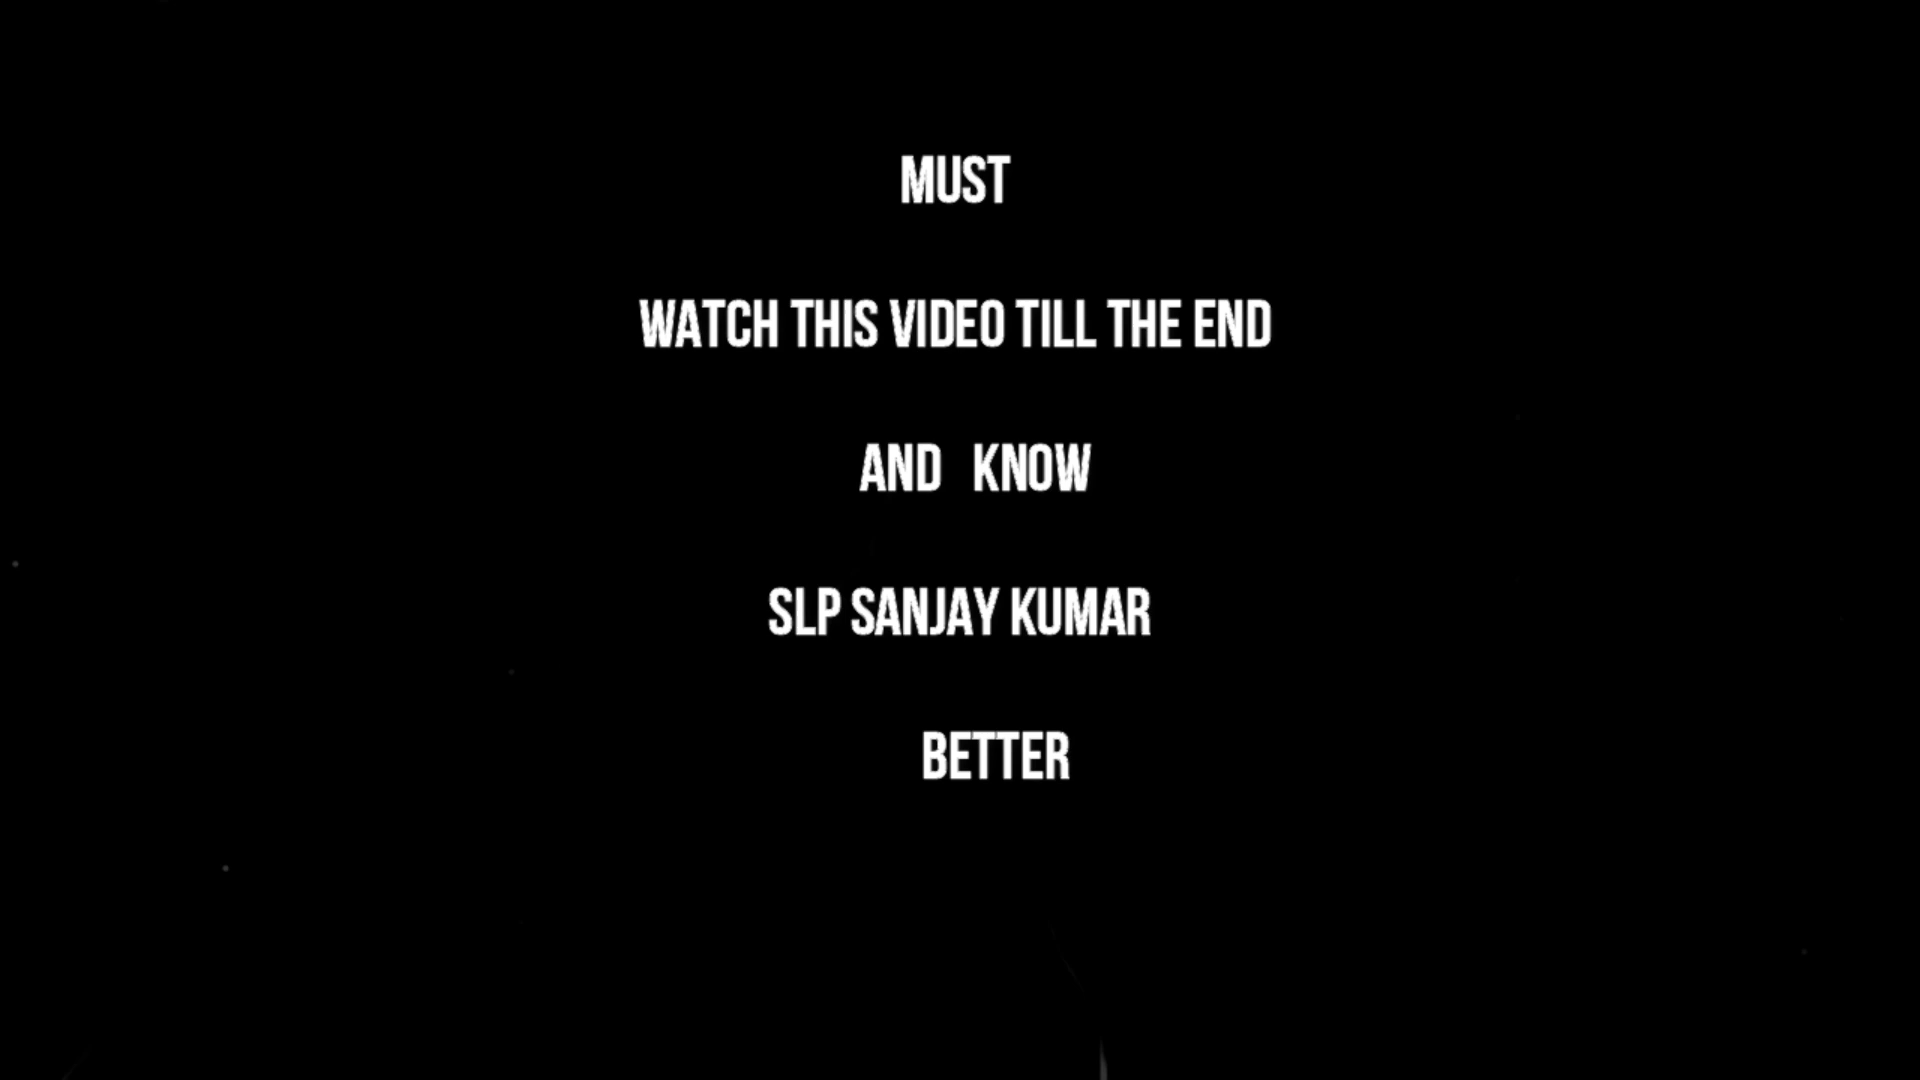 MUST
WATCH THIS VIDEO TILL THE END
AND KNOW
SLP SANJAY KUMAR
BETTER